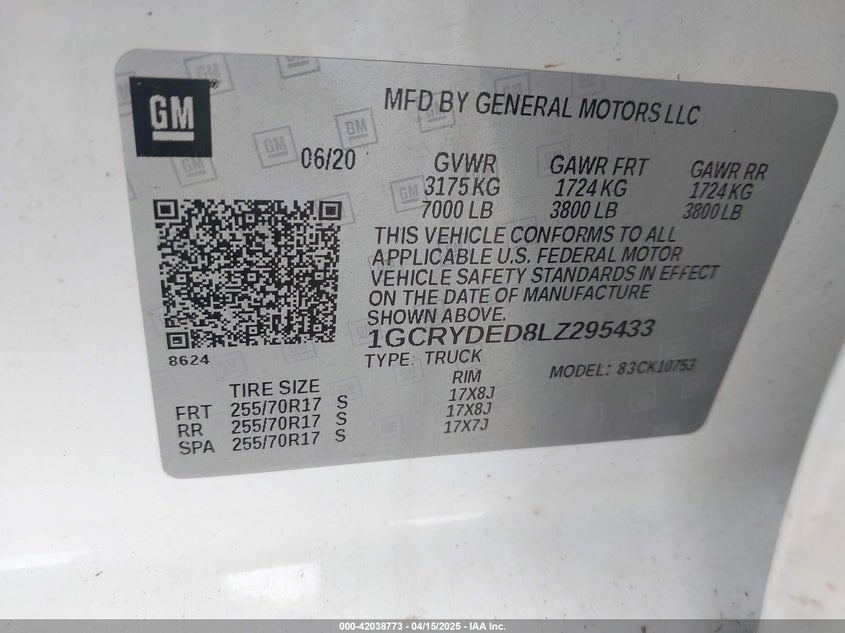 GM
MFD BY GENERAL MOTORS LLC
06/20
GVWR GAWR FRT GAWR RR
3175 KG 1724 KG 1724 KG
7000 LB 3800 LB 3800 LB
THIS VEHICLE CONFORMS TO ALL
APPLICABLE U.S. FEDERAL MOTOR
VEHICLE SAFETY STANDARDS IN EFFECT
ON THE DATE OF MANUFACTURE
SHOWN ABOVE.
1GCRYDED8LZ295433
8624
TYPE: TRUCK
MODEL: 83CK10753
TIRE SIZE RIM
FRT 255/70R17 S 17X8J
RR 255/70R17 S 17X8J
SPA 255/70R17 S 17X7J
000-42038773 - 04/15/2025 - IAA Inc.